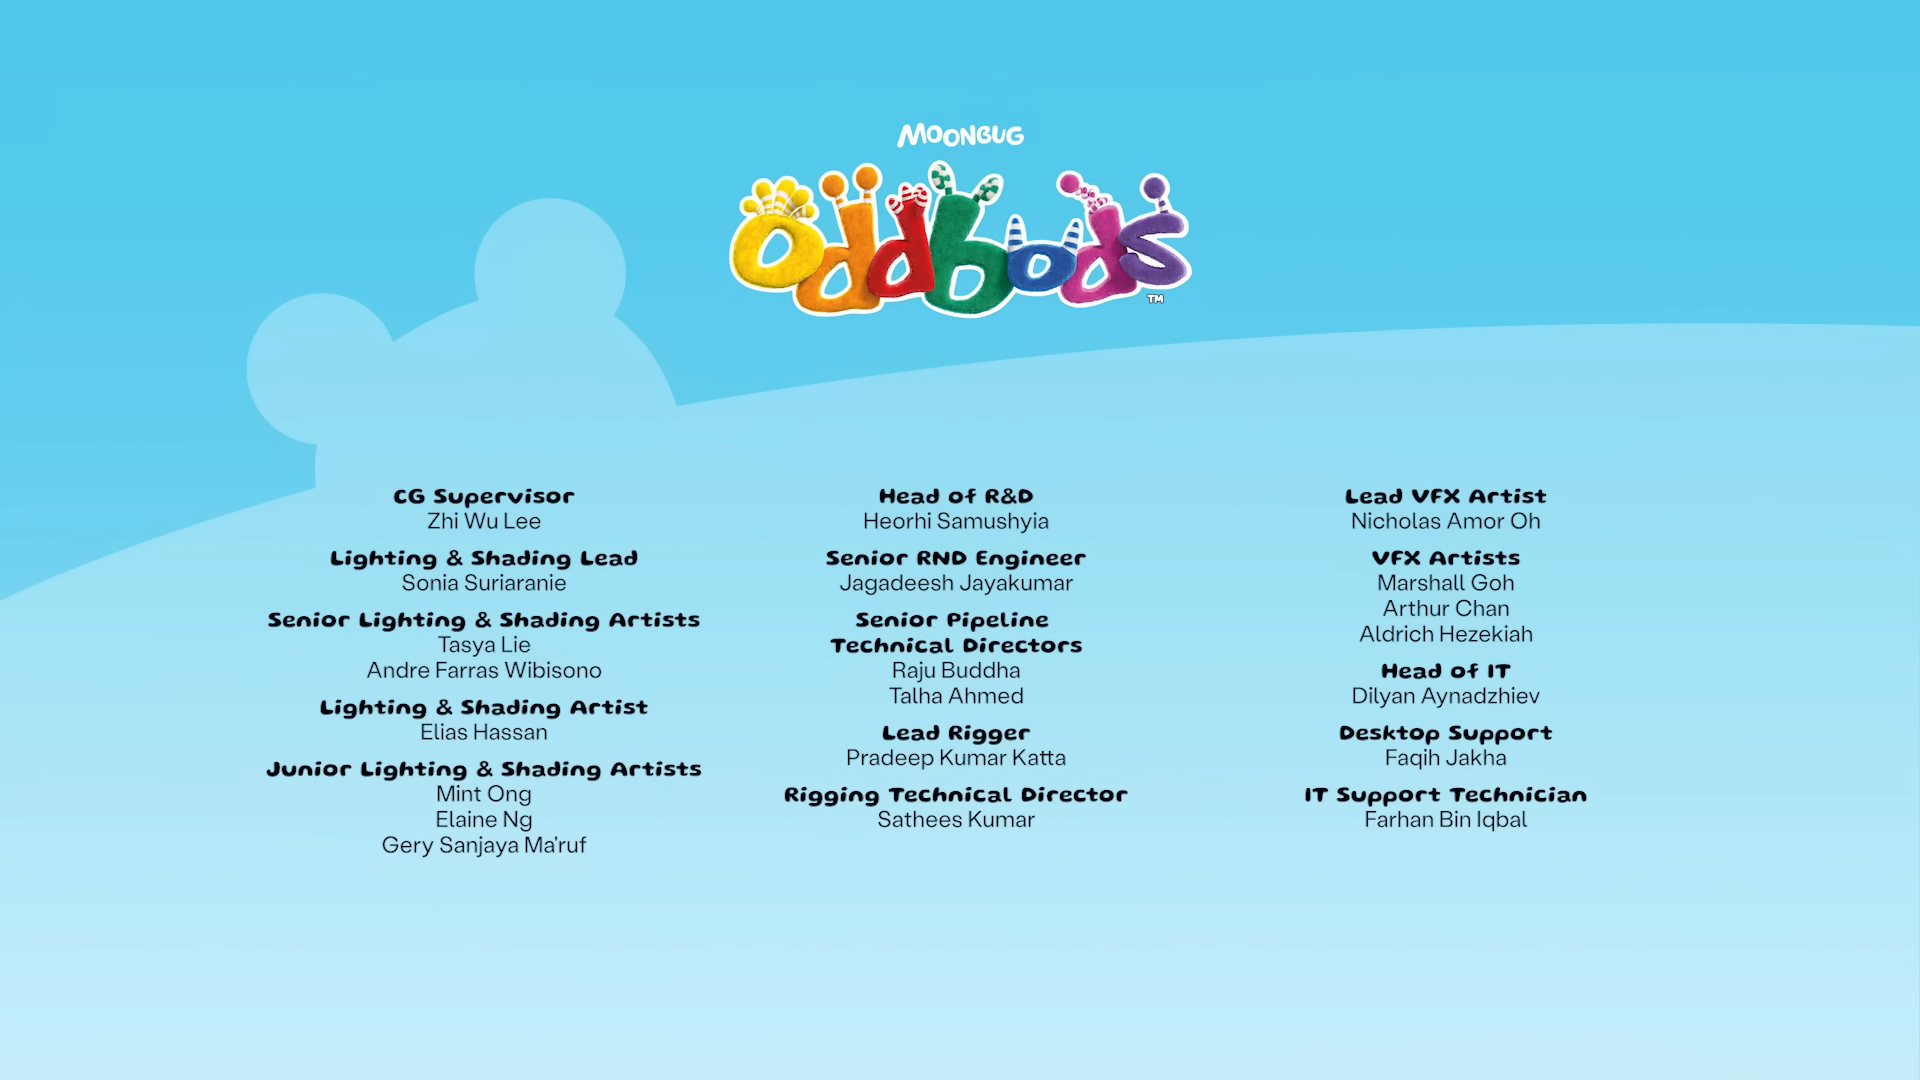 MOONBUG
oddbods
TM
CG Supervisor
Zhi Wu Lee
Lighting & Shading Lead
Sonia Suriaranie
Senior Lighting & Shading Artists
Tasya Lie
Andre Farras Wibisono
Lighting & Shading Artist
Elias Hassan
Junior Lighting & Shading Artists
Mint Ong
Elaine Ng
Gery Sanjaya Ma'ruf
Head of R&D
Heorhi Samushyia
Senior RND Engineer
Jagadeesh Jayakumar
Senior Pipeline
Technical Directors
Raju Buddha
Talha Ahmed
Lead Rigger
Pradeep Kumar Katta
Rigging Technical Director
Sathees Kumar
Lead VFX Artist
Nicholas Amor Oh
VFX Artists
Marshall Goh
Arthur Chan
Aldrich Hezekiah
Head of IT
Dilyan Aynadzhiev
Desktop Support
Faqih Jakha
IT Support Technician
Farhan Bin Iqbal